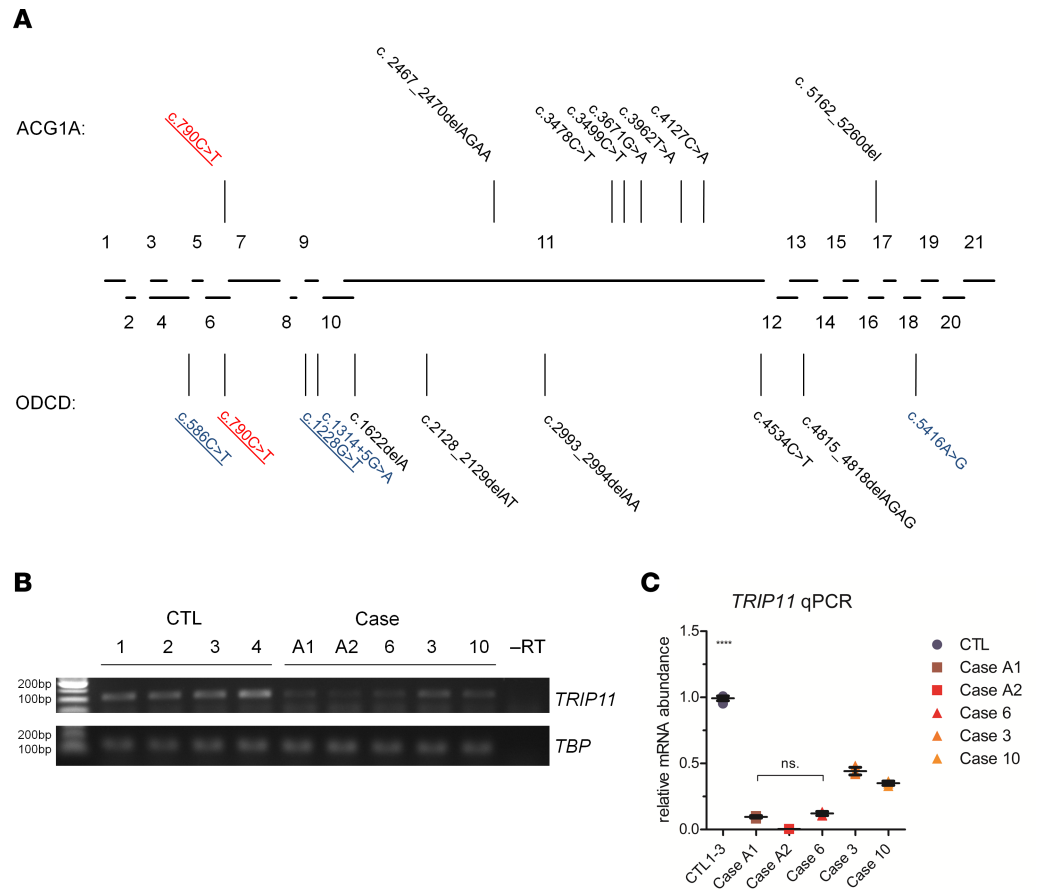 A
ACG1A:
c.790C>T
c. 2467_2470delAGAA
c.3478C>T
c.3499C>T
c.3671G>A
c.3962T>A
c.4127C>A
c. 5162_5260del
1 3 5 7 9 11 13 15 17 19 21
2 4 6 8 10 12 14 16 18 20
ODCD:
c.586C>T
c.790C>T
c.1228G>T
c.1314+5G>A
c.1622delA
c.2128_2129delAT
c.2993_2994delAA
c.4534C>T
c.4815_4818delAGAG
c.5416A>G
B
CTL Case
1 2 3 4 A1 A2 6 3 10 –RT
200bp
100bp
TRIP11
200bp
100bp
TBP
C
TRIP11 qPCR
relative mRNA abundance
1.5
1.0
0.5
0.0
****
ns.
CTL1-3
Case A1
Case A2
Case 6
Case 3
Case 10
CTL
Case A1
Case A2
Case 6
Case 3
Case 10